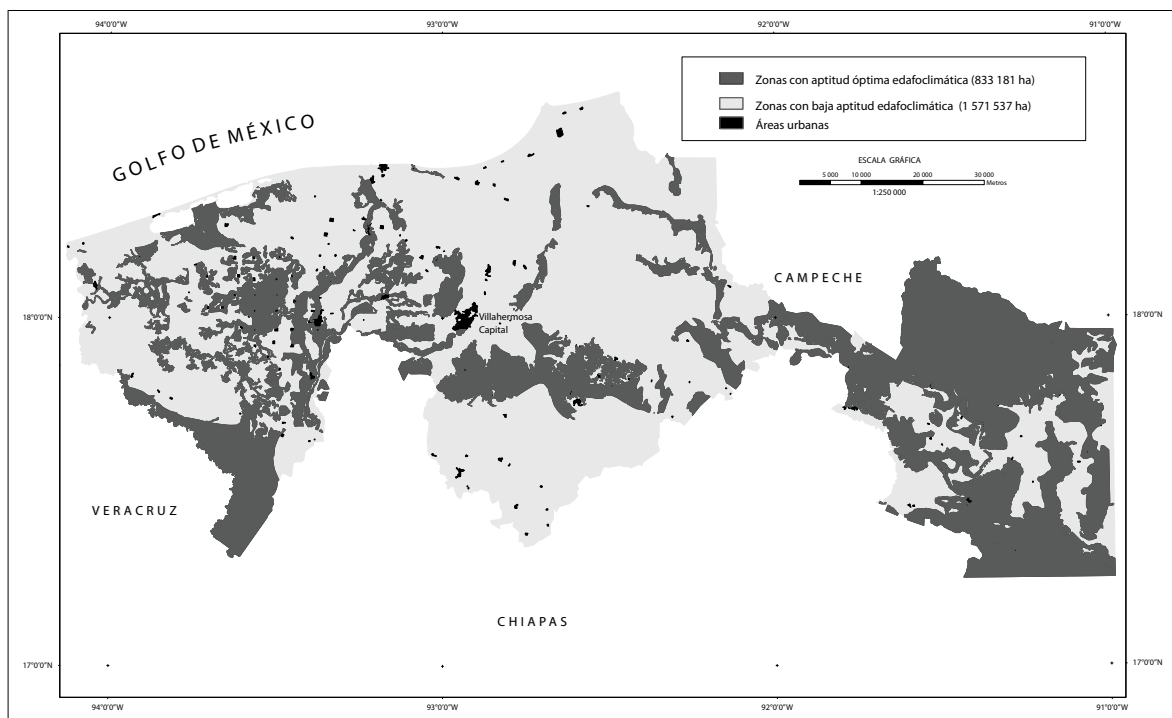 94°0'0"W
93°0'0"W
92°0'0"W
91°0'0"W
Zonas con aptitud óptima edafoclimática (833 181 ha)
Zonas con baja aptitud edafoclimática (1 571 537 ha)
Áreas urbanas
GOLFO DE MÉXICO
ESCALA GRÁFICA
5 000 10 000 20 000 30 000
Metros
1:250 000
CAMPECHE
18°0'0"N
18°0'0"N
Villahermosa
Capital
VERACRUZ
CHIAPAS
17°0'0"N
17°0'0"N
94°0'0"W
93°0'0"W
92°0'0"W
91°0'0"W